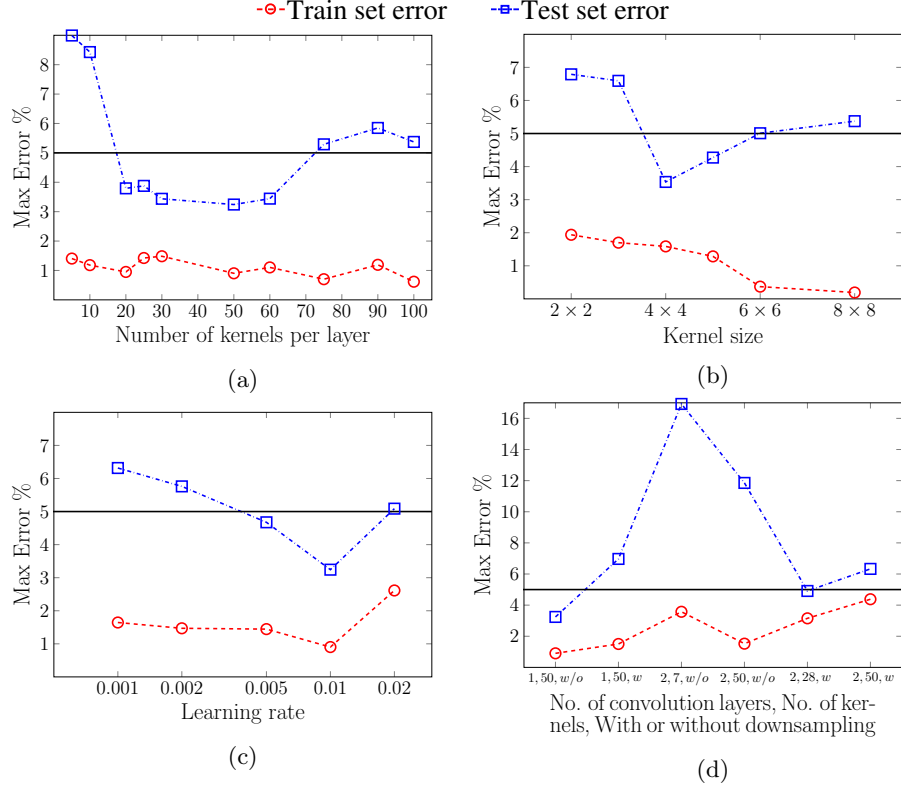 Train set error Test set error
8
7
6
5
4
3
2
1
Max Error %
10 20 30 40 50 60 70 80 90 100
Number of kernels per layer
(a)
7
6
5
4
3
2
1
Max Error %
2 × 2 4 × 4 6 × 6 8 × 8
Kernel size
(b)
7
6
5
4
3
2
1
Max Error %
0.001 0.002 0.005 0.01 0.02
Learning rate
(c)
16
14
12
10
8
6
4
2
Max Error %
1, 50, w/o 1, 50, w 2, 7, w/o 2, 50, w/o 2, 28, w 2, 50, w
No. of convolution layers, No. of ker-
nels, With or without downsampling
(d)